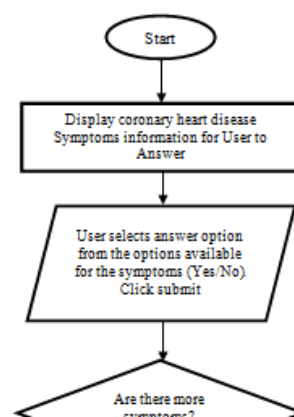 Start
Display coronary heart disease
Symptoms information for User to
Answer
User selects answer option
from the options available
for the symptoms (Yes/No).
Click submit
Are there more
symptoms?